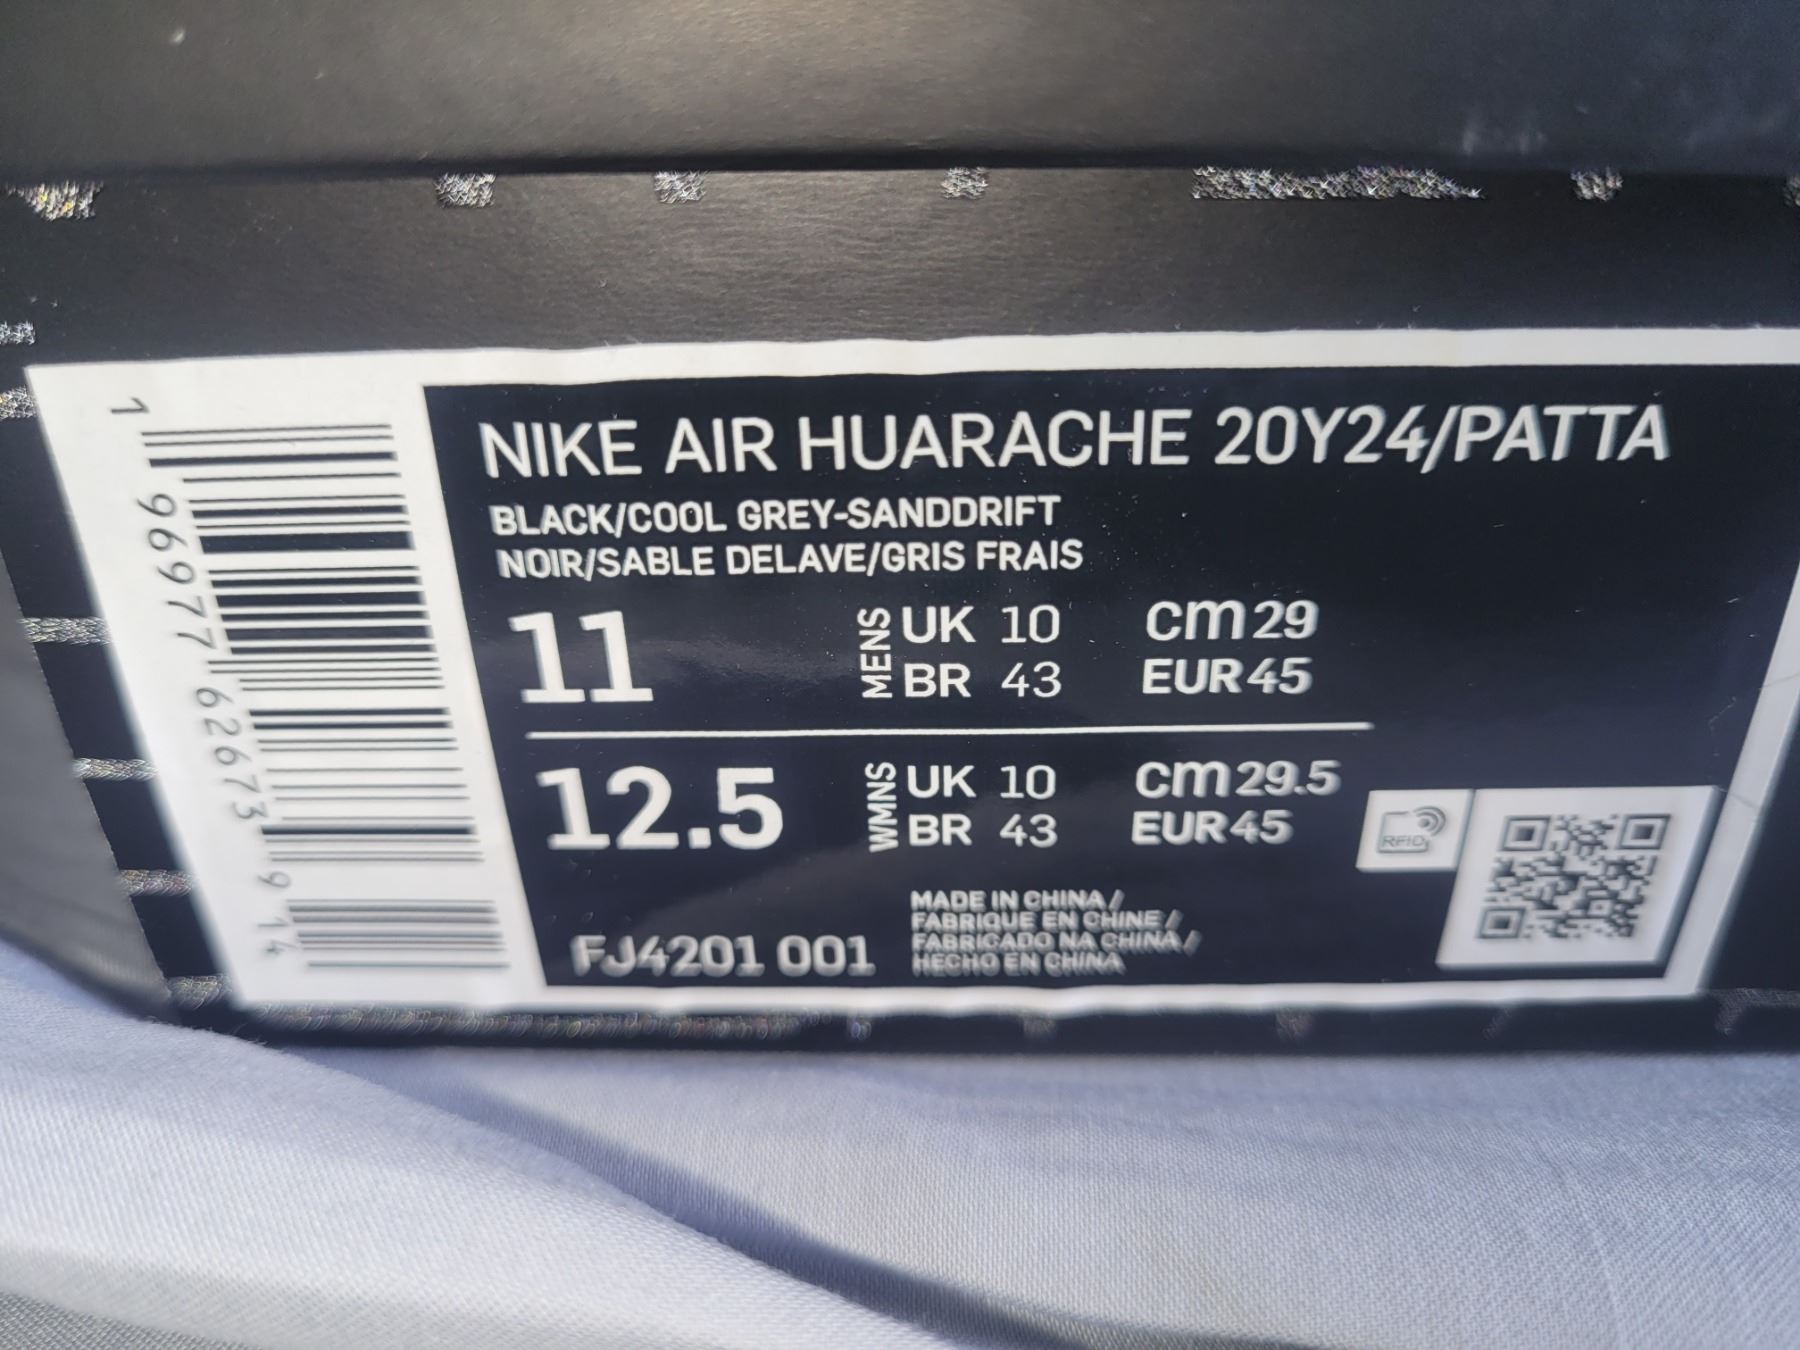 NIKE AIR HUARACHE 20Y24/PATTA
BLACK/COOL GREY-SANDDRIFT
NOIR/SABLE DELAVE/GRIS FRAIS
11 MENS UK 10 cm 29
BR 43 EUR 45
12.5 WMNS UK 10 cm 29.5
BR 43 EUR 45
MADE IN CHINA/
FABRIQUE EN CHINE/
FABRICADO NA CHINA/
HECHO EN CHINA
FJ4201 001
RFID
1 96977 62673 9 14